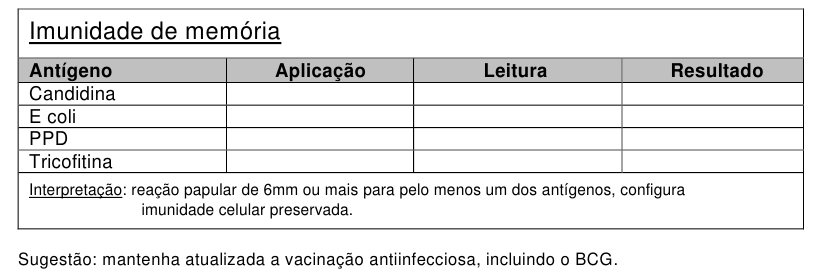 Imunidade de memória
Antígeno Aplicação Leitura Resultado
Candidina
E coli
PPD
Tricofitina
Interpretação: reação papular de 6mm ou mais para pelo menos um dos antígenos, configura
imunidade celular preservada.
Sugestão: mantenha atualizada a vacinação antiinfecciosa, incluindo o BCG.